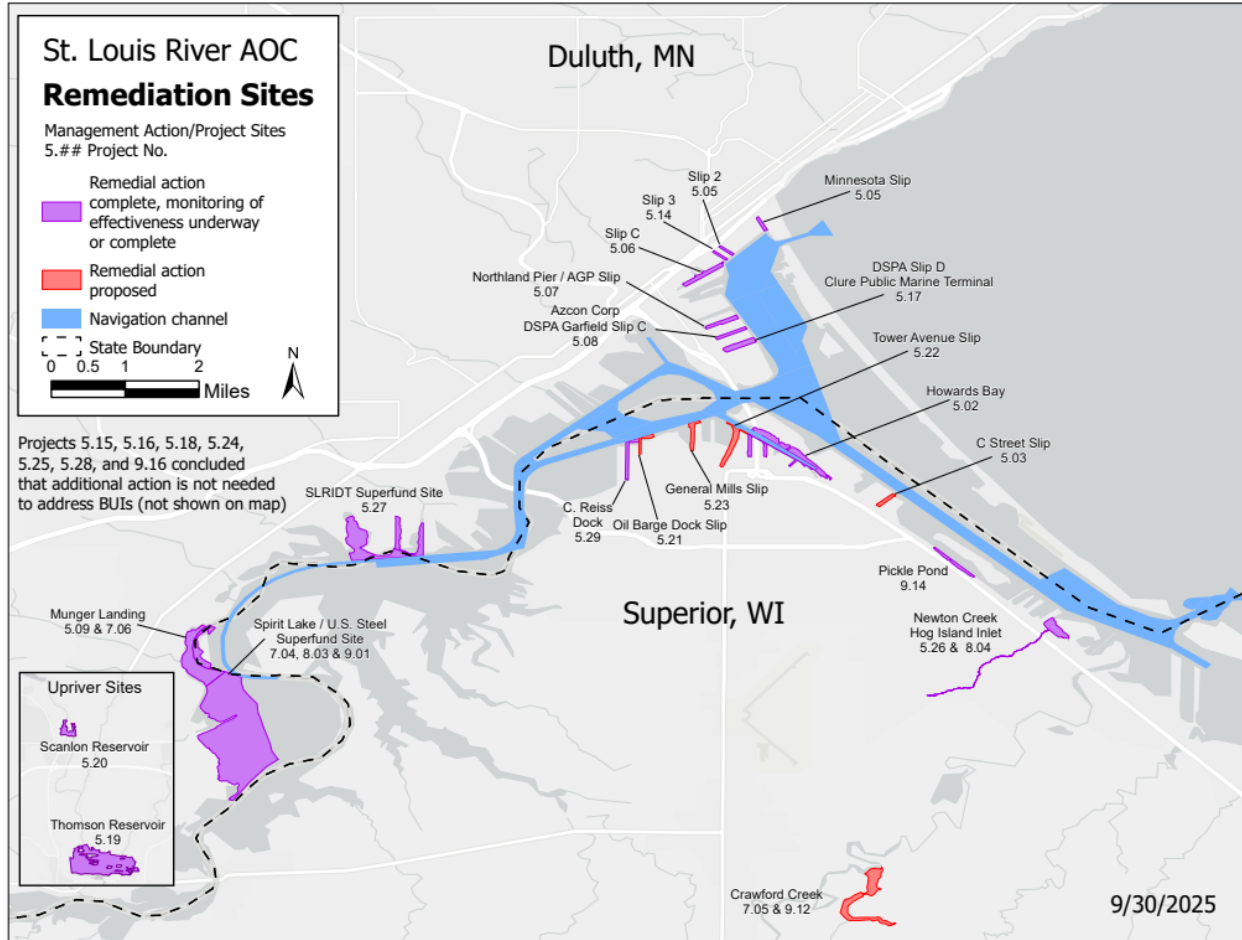 St. Louis River AOC
Remediation Sites
Management Action/Project Sites
5.## Project No.
Remedial action
complete, monitoring of
effectiveness underway
or complete
Remedial action
proposed
Navigation channel
State Boundary
0 0.5 1 2
Miles
N
Projects 5.15, 5.16, 5.18, 5.24,
5.25, 5.28, and 9.16 concluded
that additional action is not needed
to address BUIs (not shown on map)
Duluth, MN
Slip 2
5.05
Minnesota Slip
5.05
Slip 3
5.14
Slip C
5.06
Northland Pier / AGP Slip
5.07
DSPA Slip D
Clure Public Marine Terminal
5.17
Azcon Corp
DSPA Garfield Slip C
5.08
Tower Avenue Slip
5.22
Howards Bay
5.02
C Street Slip
5.03
General Mills Slip
5.23
C. Reiss
Dock
5.29
Oil Barge Dock Slip
5.21
SLRIDT Superfund Site
5.27
Pickle Pond
9.14
Superior, WI
Munger Landing
5.09 & 7.06
Spirit Lake / U.S. Steel
Superfund Site
7.04, 8.03 & 9.01
Newton Creek
Hog Island Inlet
5.26 & 8.04
Upriver Sites
Scanlon Reservoir
5.20
Thomson Reservoir
5.19
Crawford Creek
7.05 & 9.12
9/30/2025